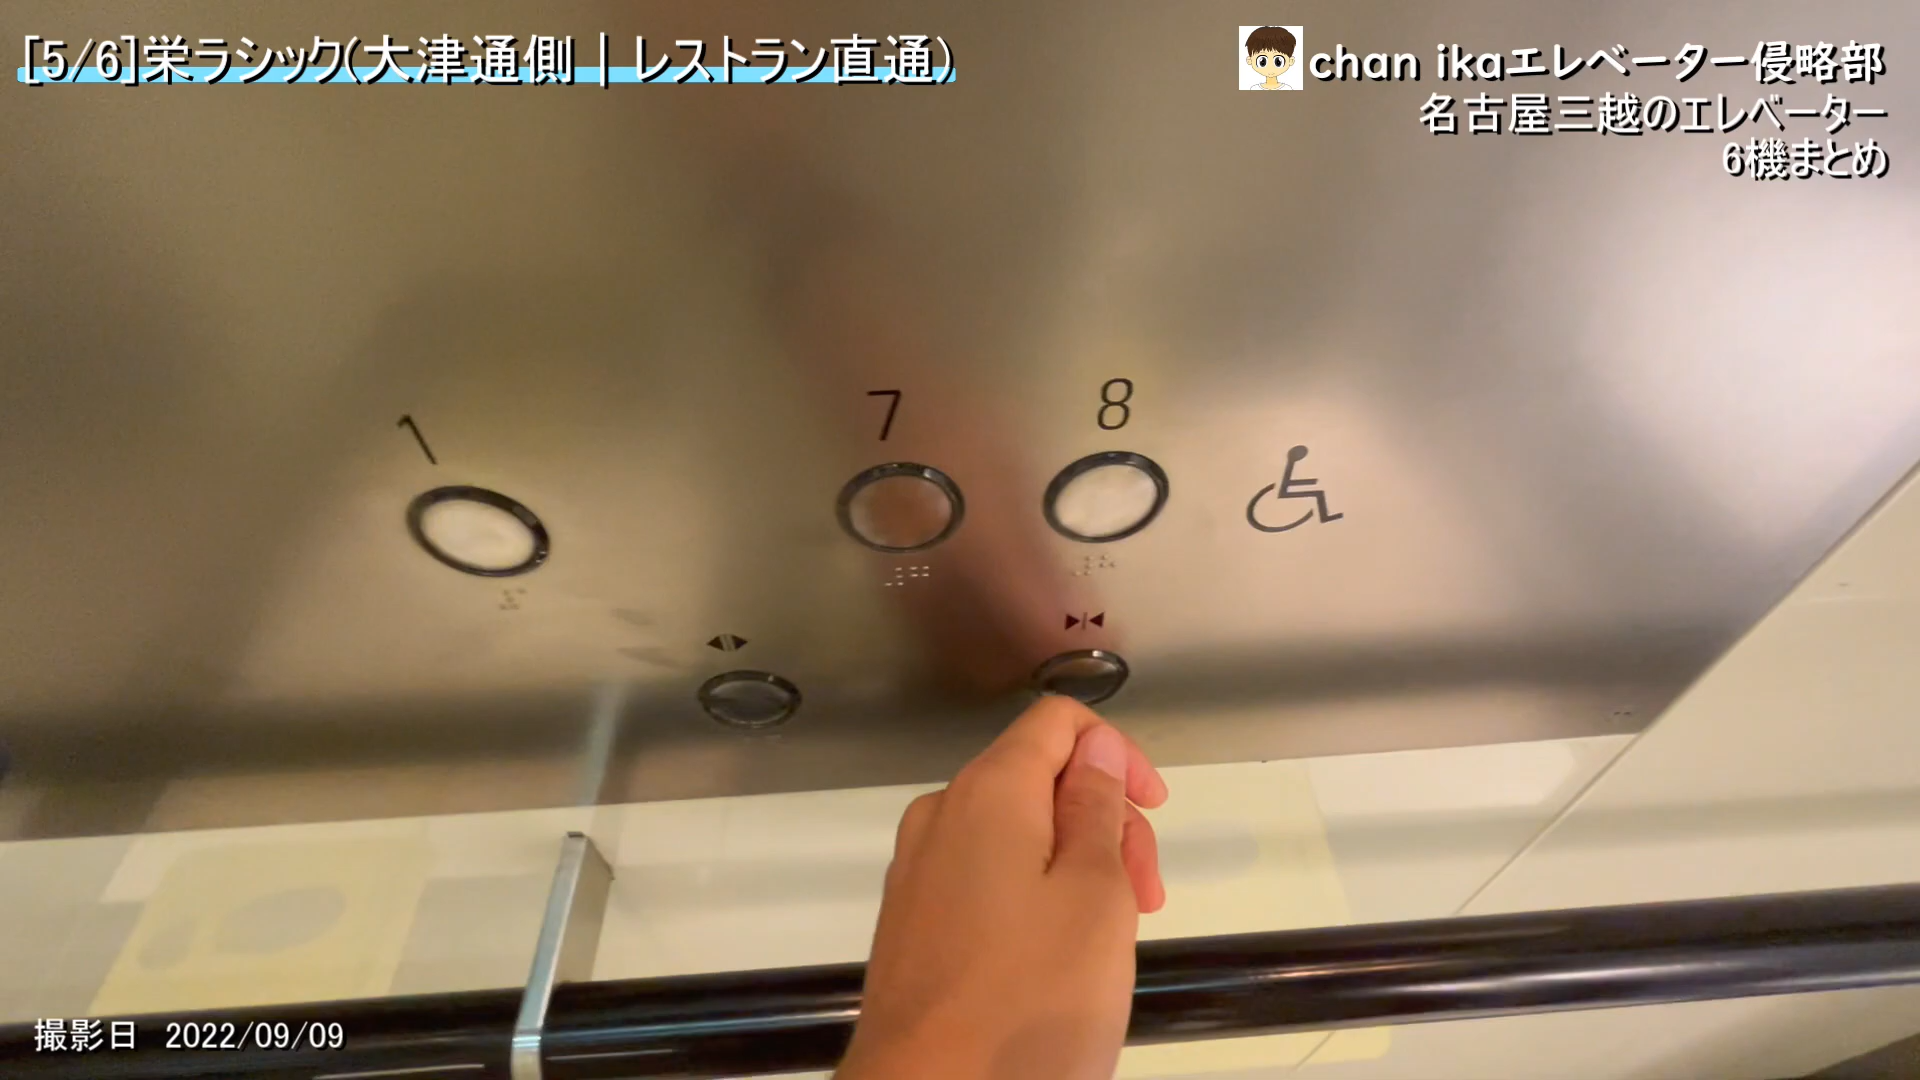 [5/6]栄ラシック(大津通側 | レストラン直通)
chan ikaエレベーター侵略部
名古屋三越のエレベーター
6機まとめ
1
7
8
撮影日 2022/09/09